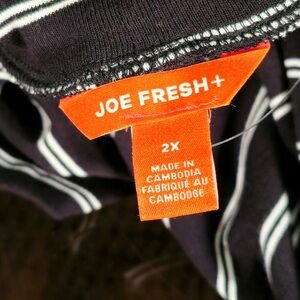 JOE FRESH+
2X
MADE IN
CAMBODIA
FABRIQUÉ AU
CAMBODGE